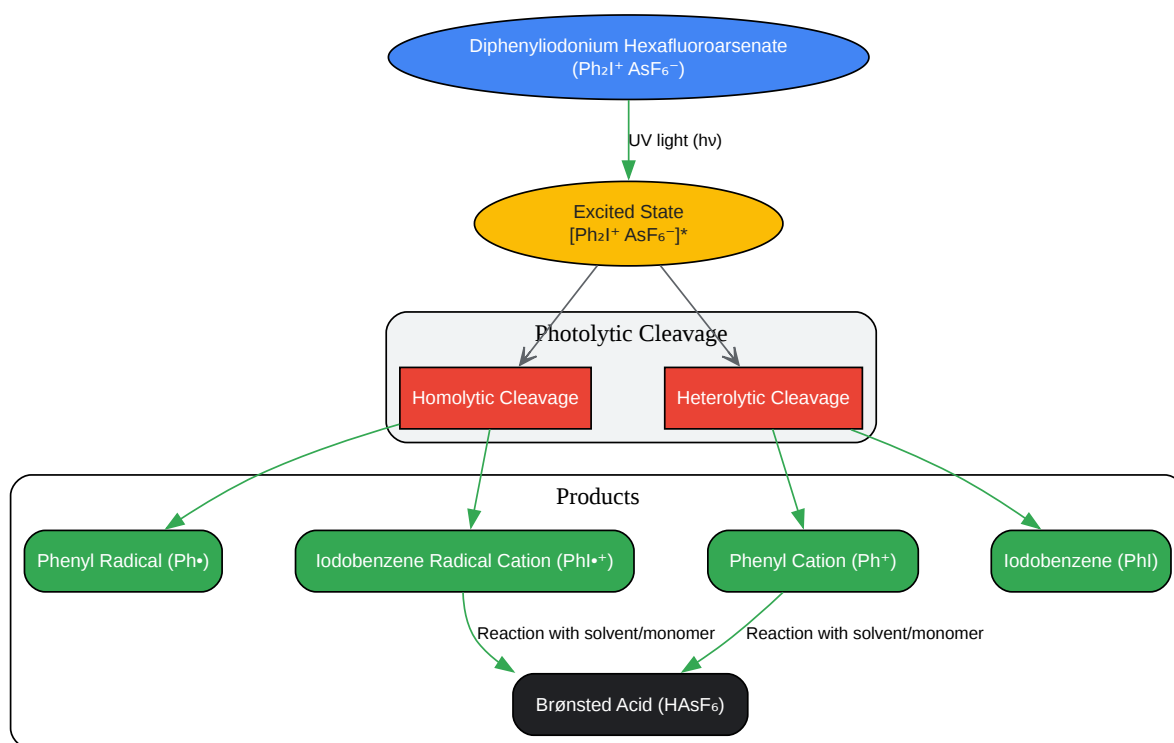 Diphenyliodonium Hexafluoroarsenate
(Ph₂I⁺ AsF₆⁻)
UV light (hν)
Excited State
[Ph₂I⁺ AsF₆⁻]*
Photolytic Cleavage
Homolytic Cleavage
Heterolytic Cleavage
Products
Phenyl Radical (Ph•)
Iodobenzene Radical Cation (PhI•⁺)
Phenyl Cation (Ph⁺)
Iodobenzene (PhI)
Reaction with solvent/monomer
Reaction with solvent/monomer
Brønsted Acid (HAsF₆)